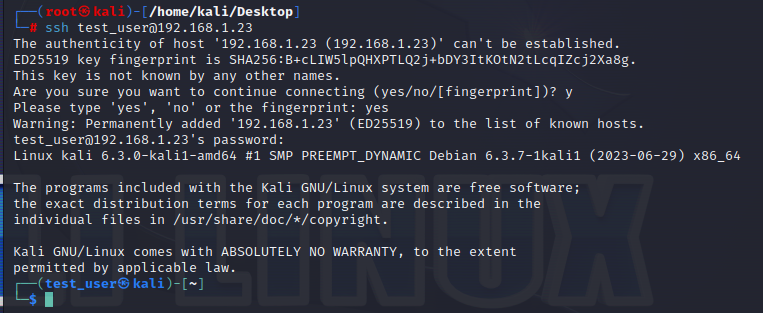 ┌──(root㉿kali)-[/home/kali/Desktop]
└─# ssh test_user@192.168.1.23
The authenticity of host '192.168.1.23 (192.168.1.23)' can't be established.
ED25519 key fingerprint is SHA256:B+cLIW5lpQHXPTLQ2j+bDY3ItKOtN2tLcqIZcj2Xa8g.
This key is not known by any other names.
Are you sure you want to continue connecting (yes/no/[fingerprint])? y
Please type 'yes', 'no' or the fingerprint: yes
Warning: Permanently added '192.168.1.23' (ED25519) to the list of known hosts.
test_user@192.168.1.23's password:
Linux kali 6.3.0-kali1-amd64 #1 SMP PREEMPT_DYNAMIC Debian 6.3.7-1kali1 (2023-06-29) x86_64

The programs included with the Kali GNU/Linux system are free software;
the exact distribution terms for each program are described in the
individual files in /usr/share/doc/*/copyright.

Kali GNU/Linux comes with ABSOLUTELY NO WARRANTY, to the extent
permitted by applicable law.
┌──(test_user㉿kali)-[~]
└─$